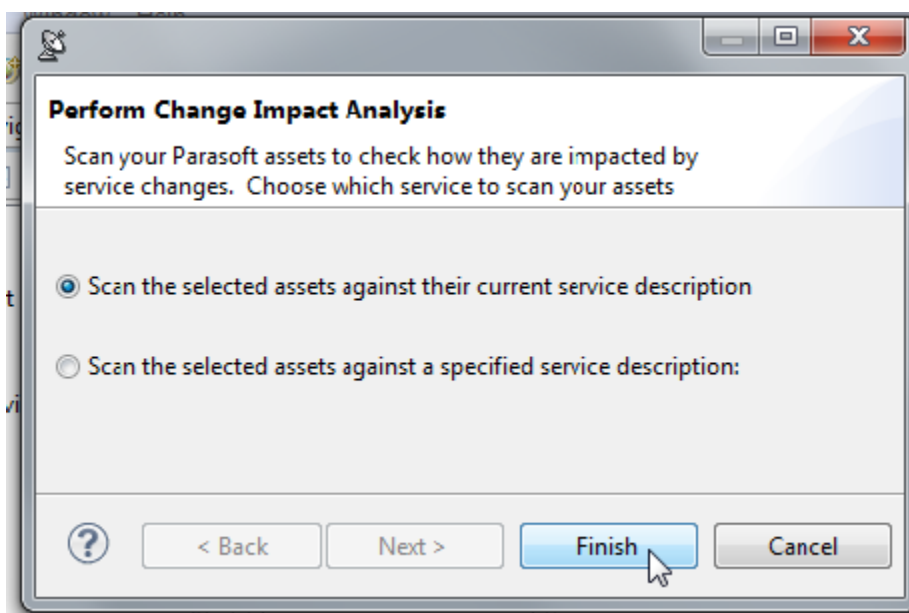 Perform Change Impact Analysis
Scan your Parasoft assets to check how they are impacted by
service changes. Choose which service to scan your assets
Scan the selected assets against their current service description
Scan the selected assets against a specified service description:
?
< Back
Next >
Finish
Cancel